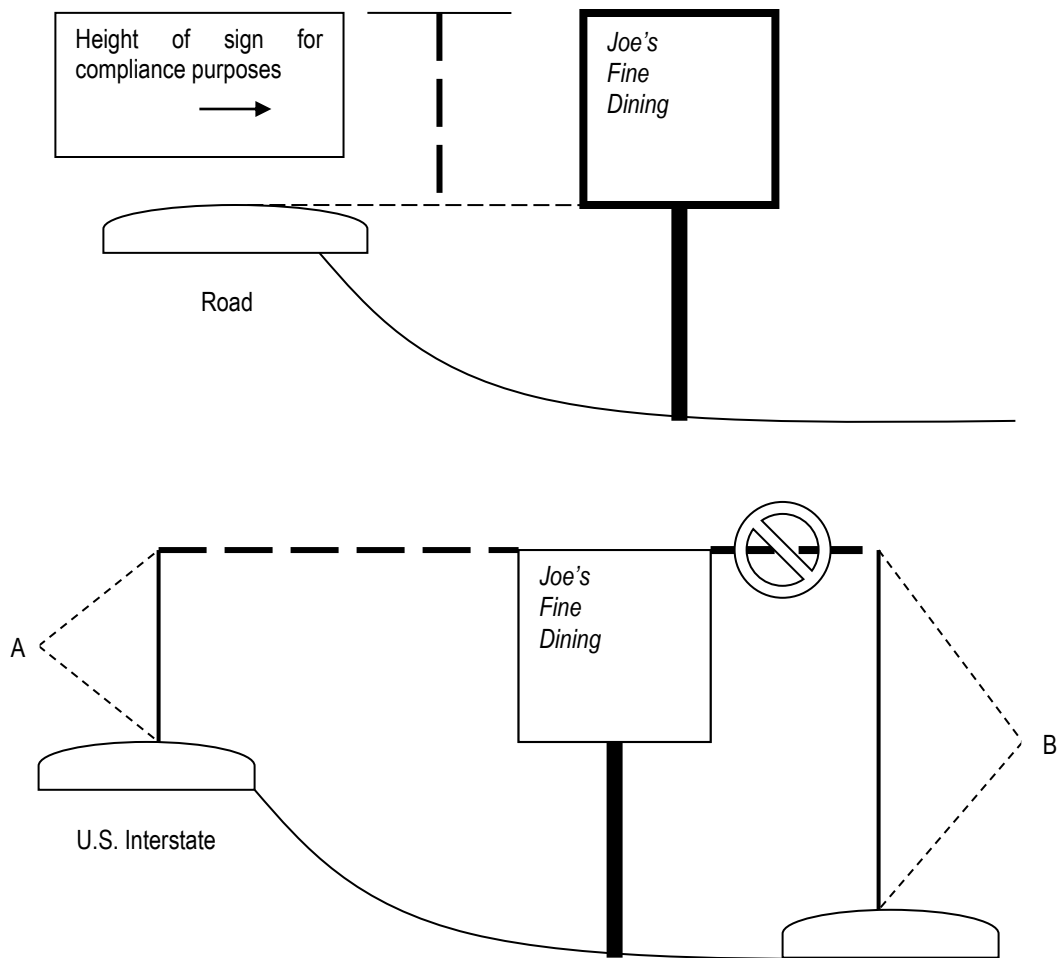 Height of sign for
compliance purposes
Joe's
Fine
Dining
Road
Joe's
Fine
Dining
A
B
U.S. Interstate